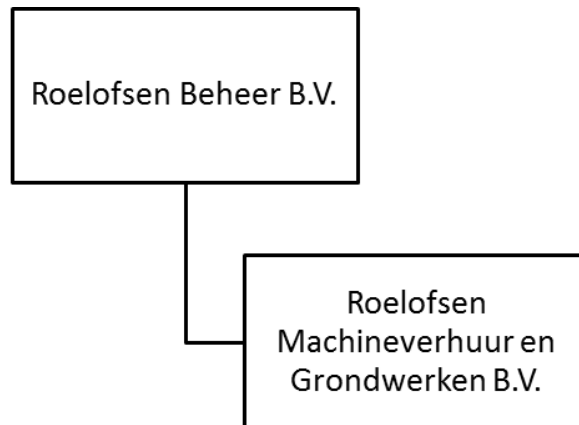 Roelofsen Beheer B.V.
Roelofsen
Machineverhuur en
Grondwerken B.V.